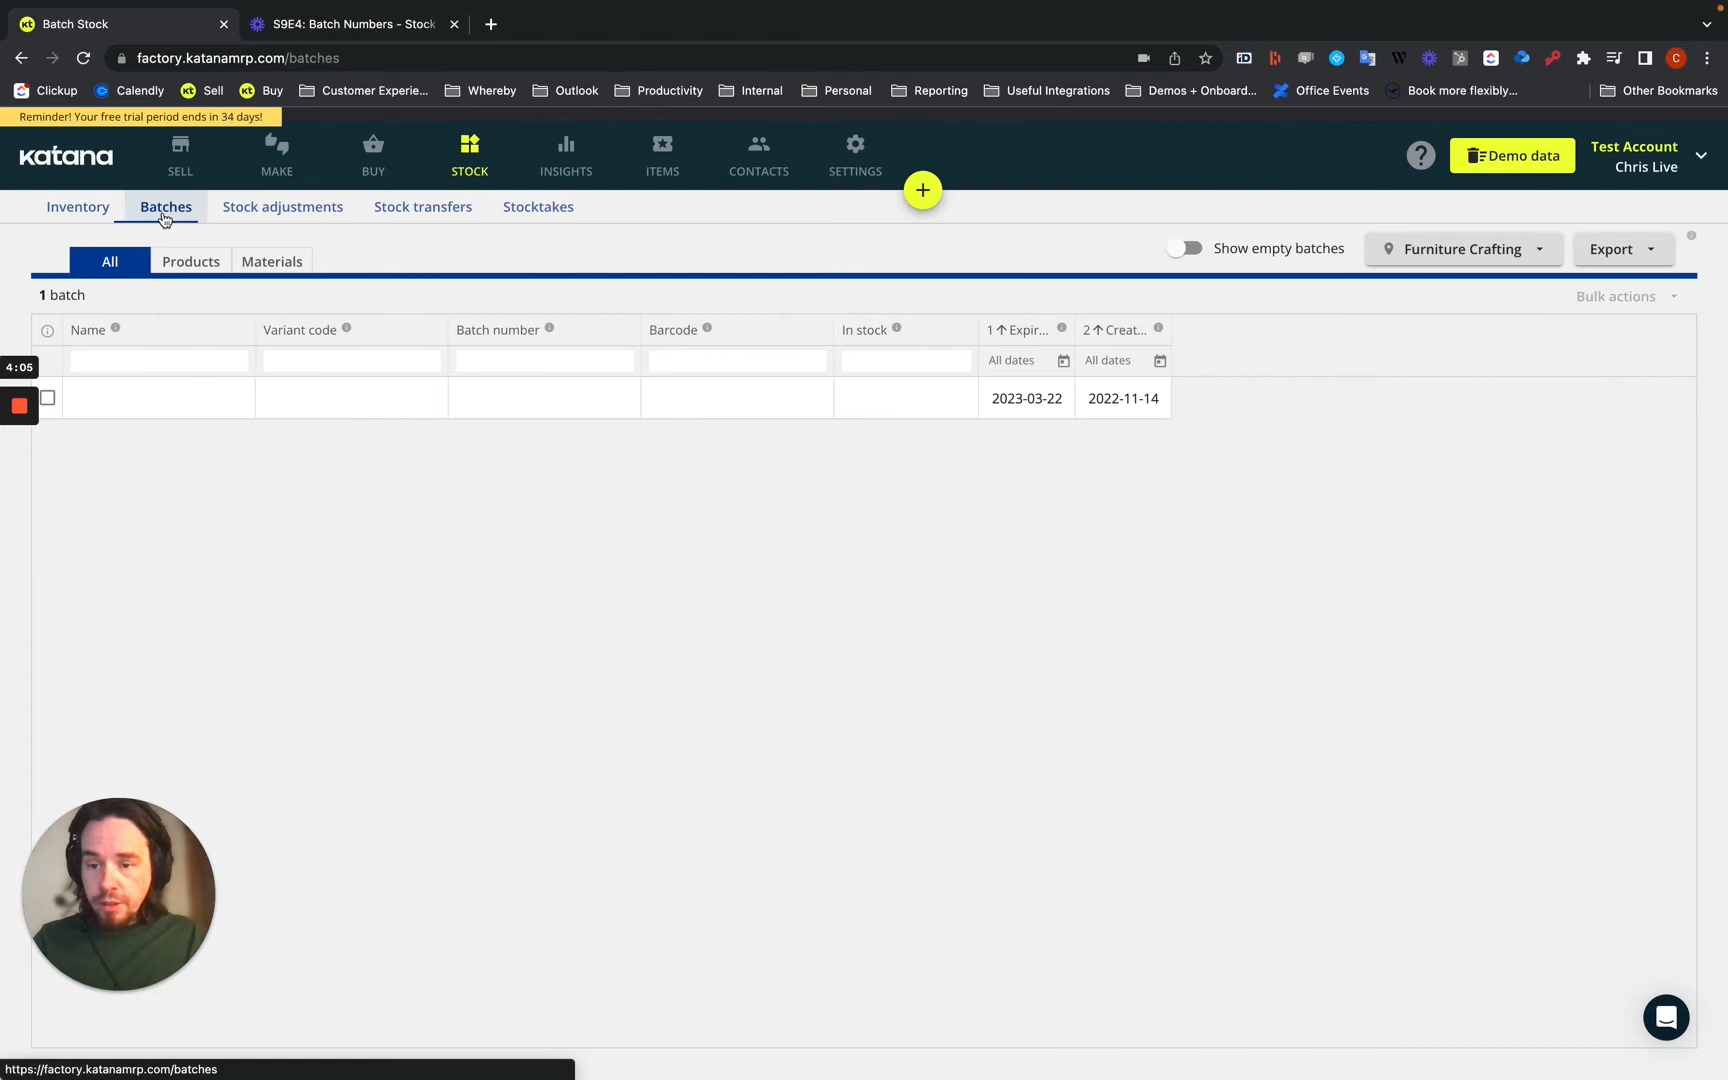 Batch Stock
S9E4: Batch Numbers - Stock
factory.katanamrp.com/batches
Clickup
Calendly
Sell
Buy
Customer Experie...
Whereby
Outlook
Productivity
Internal
Personal
Reporting
Useful Integrations
Demos + Onboard...
Office Events
Book more flexibly...
Other Bookmarks
Reminder! Your free trial period ends in 34 days!
katana
SELL
MAKE
BUY
STOCK
INSIGHTS
ITEMS
CONTACTS
SETTINGS
+
?
Demo data
Test Account
Chris Live
Inventory
Batches
Stock adjustments
Stock transfers
Stocktakes
All
Products
Materials
Show empty batches
Furniture Crafting
Export
1 batch
Bulk actions
Name
Variant code
Batch number
Barcode
In stock
1 ↑ Expir...
2 ↑ Creat...
All dates
All dates
4:05
2023-03-22
2022-11-14
https://factory.katanamrp.com/batches